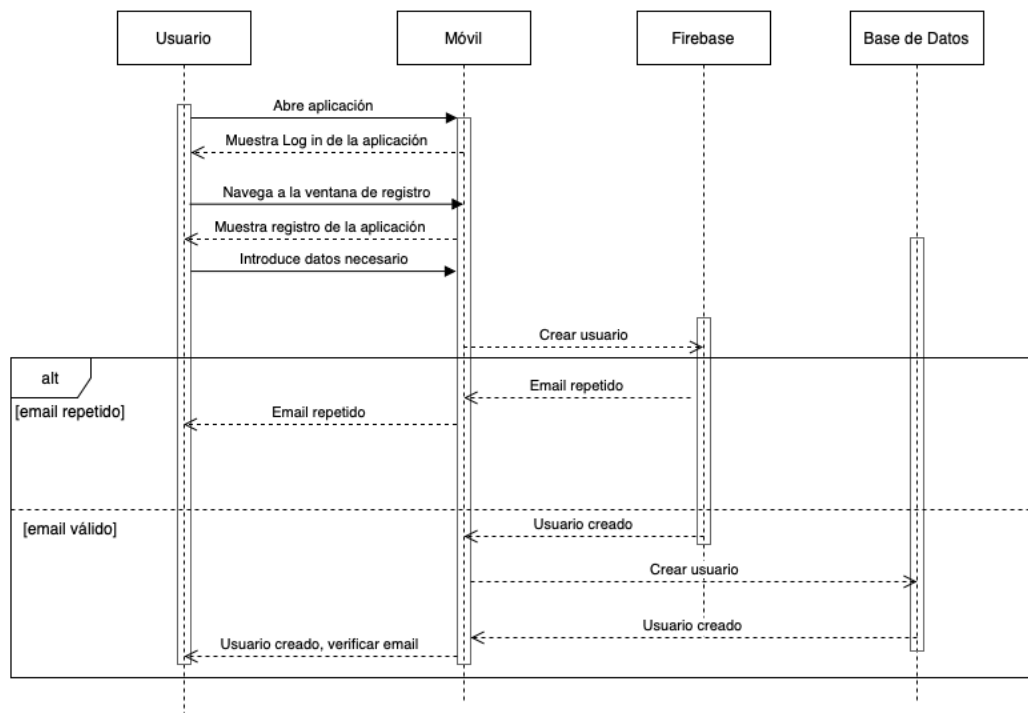 Usuario
Móvil
Firebase
Base de Datos
Abre aplicación
Muestra Log in de la aplicación
Navega a la ventana de registro
Muestra registro de la aplicación
Introduce datos necesario
Crear usuario
alt
[email repetido]
Email repetido
Email repetido
[email válido]
Usuario creado
Crear usuario
Usuario creado
Usuario creado, verificar email